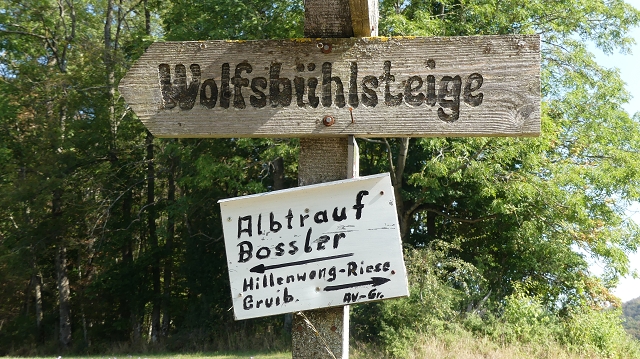 Wolfsbühlsteige
Albtrauf
Bossler
Hillenwang-Riese.
Gruib.
AV-Gr.